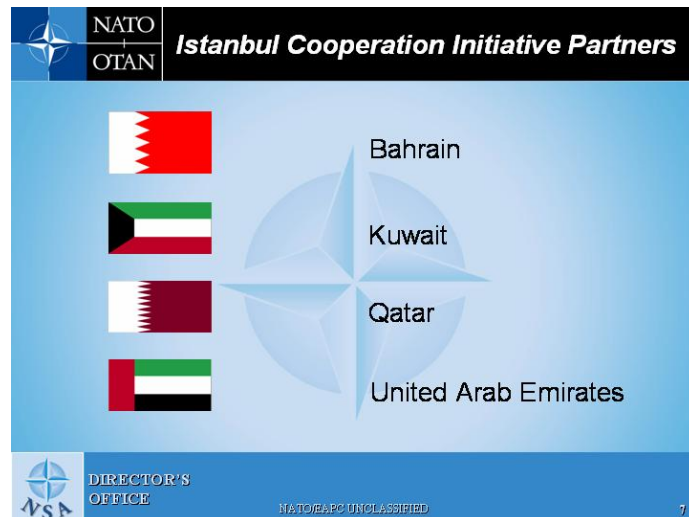 NATO
OTAN
Istanbul Cooperation Initiative Partners
Bahrain
Kuwait
Qatar
United Arab Emirates
NSA
DIRECTOR'S
OFFICE
NATO/EAPC UNCLASSIFIED
7